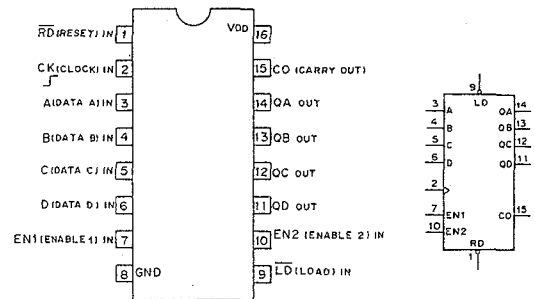 RD(RESET) IN 1
VDD 16
CK(CLOCK) IN 2
15 CO (CARRY OUT)
A(DATA A) IN 3
14 QA OUT
B(DATA B) IN 4
13 QB OUT
C(DATA C) IN 5
12 QC OUT
D(DATA D) IN 6
11 QD OUT
EN1(ENABLE 1) IN 7
10 EN2 (ENABLE 2) IN
8 GND
9 LD(LOAD) IN
9
LD
3 A QA 14
4 B QB 13
5 C QC 12
6 D QD 11
2
7 EN1 CO 15
10 EN2
RD
1